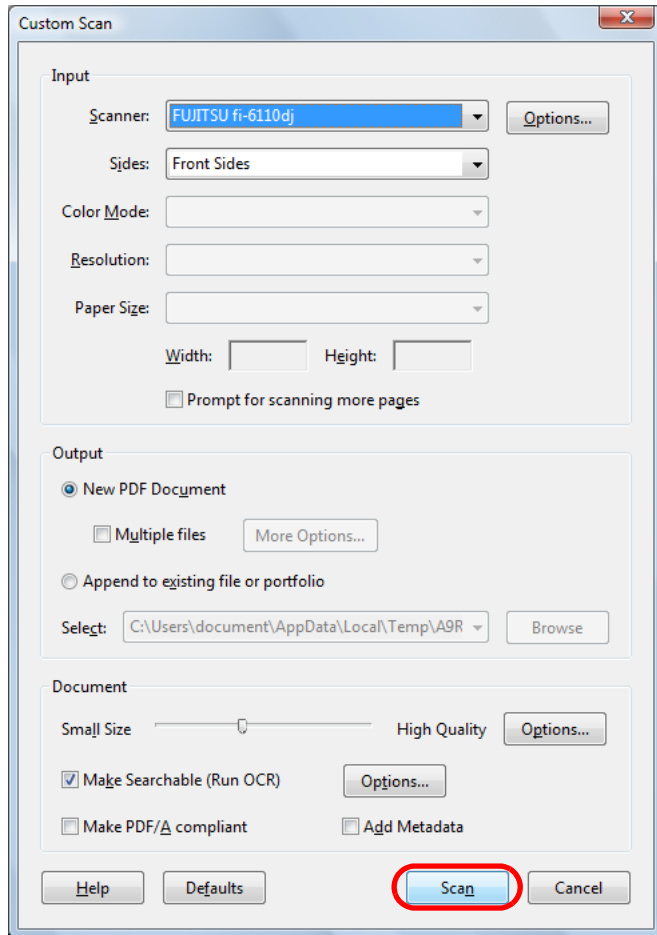 Custom Scan
Input
Scanner: FUJITSU fi-6110dj Options...
Sides: Front Sides
Color Mode:
Resolution:
Paper Size:
Width: Height:
Prompt for scanning more pages
Output
New PDF Document
Multiple files More Options...
Append to existing file or portfolio
Select: C:\Users\document\AppData\Local\Temp\A9R Browse
Document
Small Size High Quality Options...
Make Searchable (Run OCR) Options...
Make PDF/A compliant Add Metadata
Help Defaults Scan Cancel